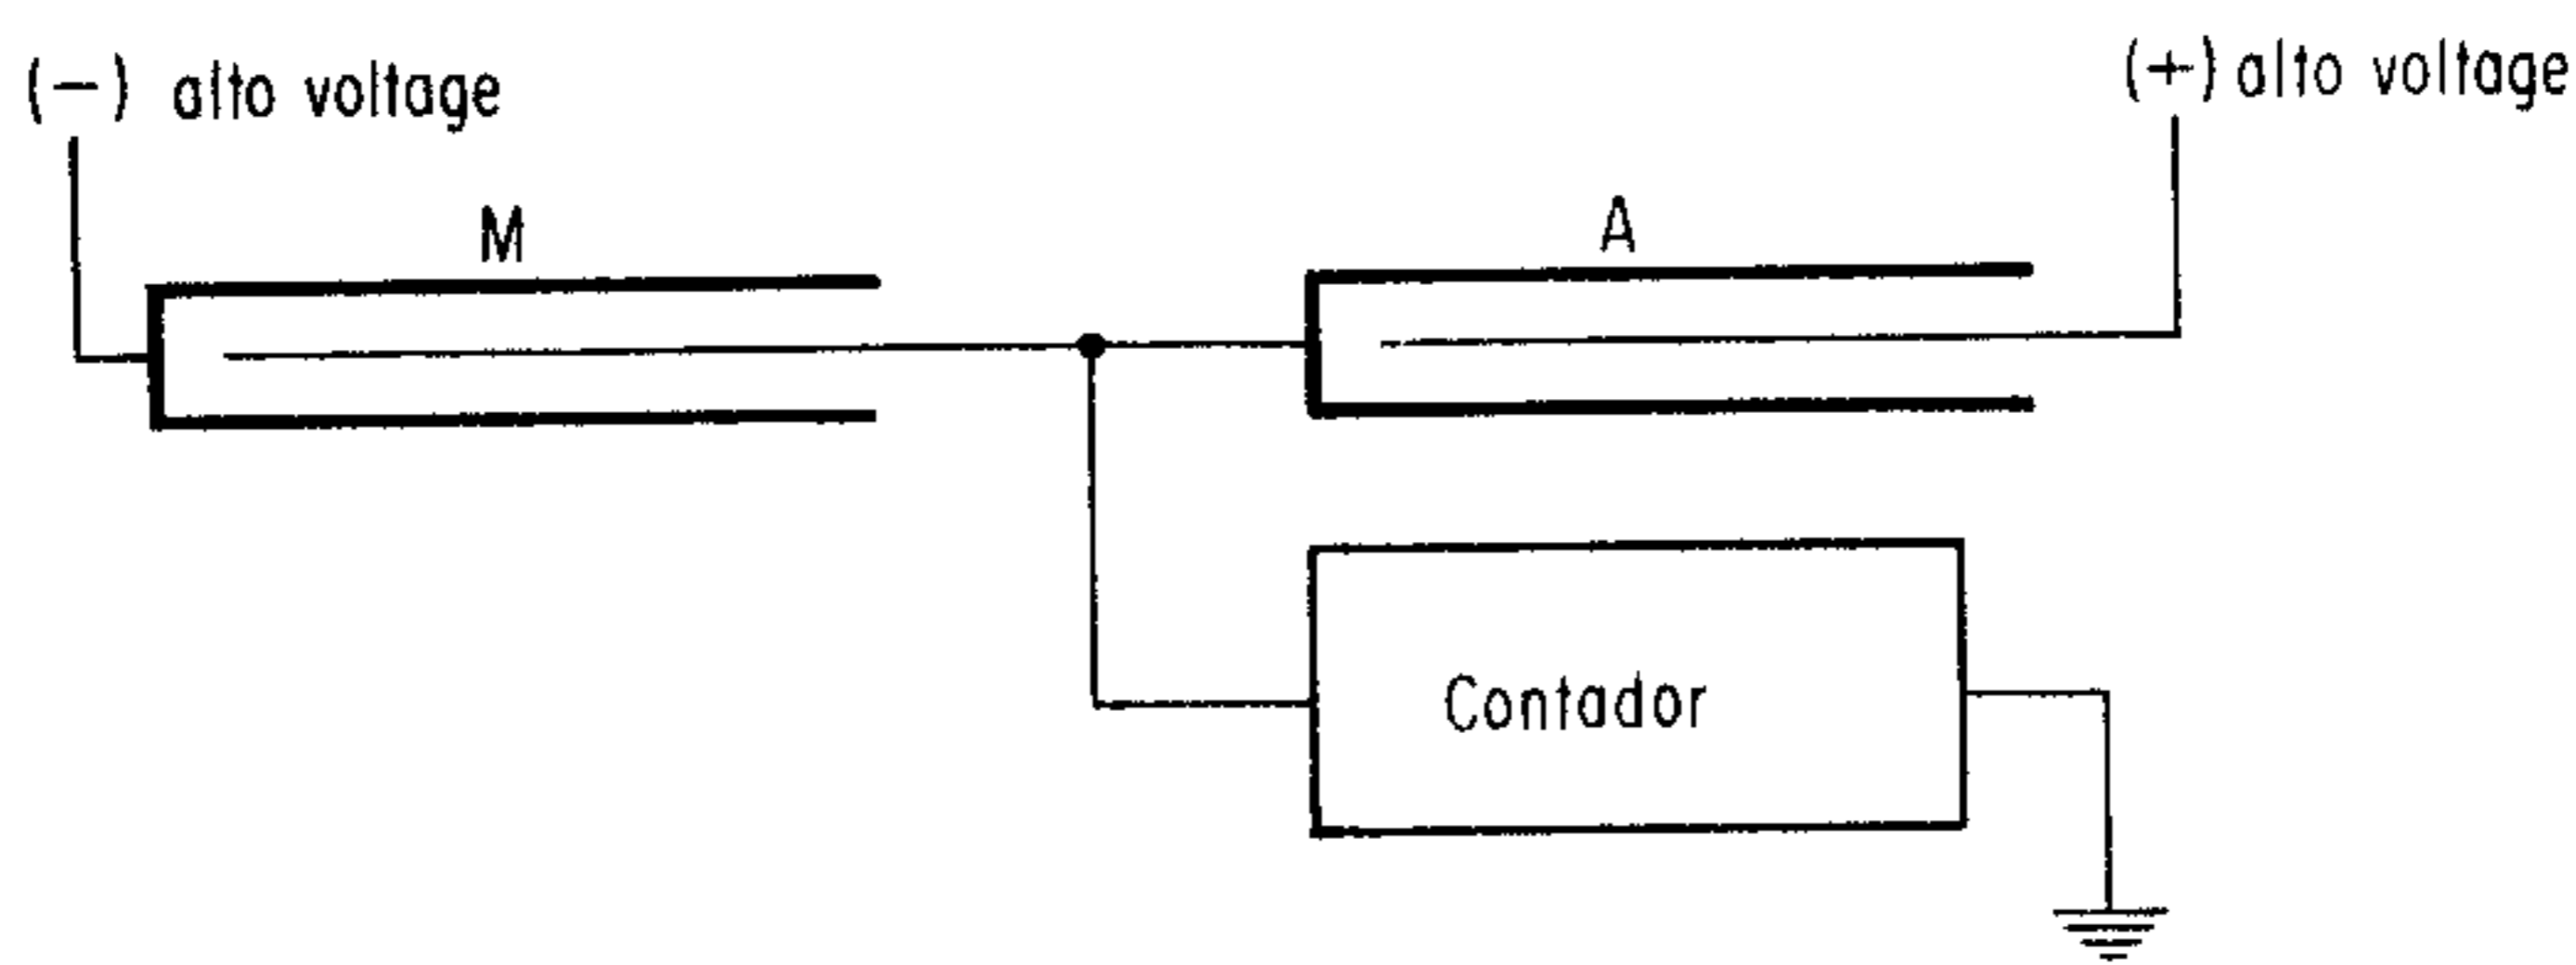 (-) alto voltage
(+) alto voltage
M
A
Contador